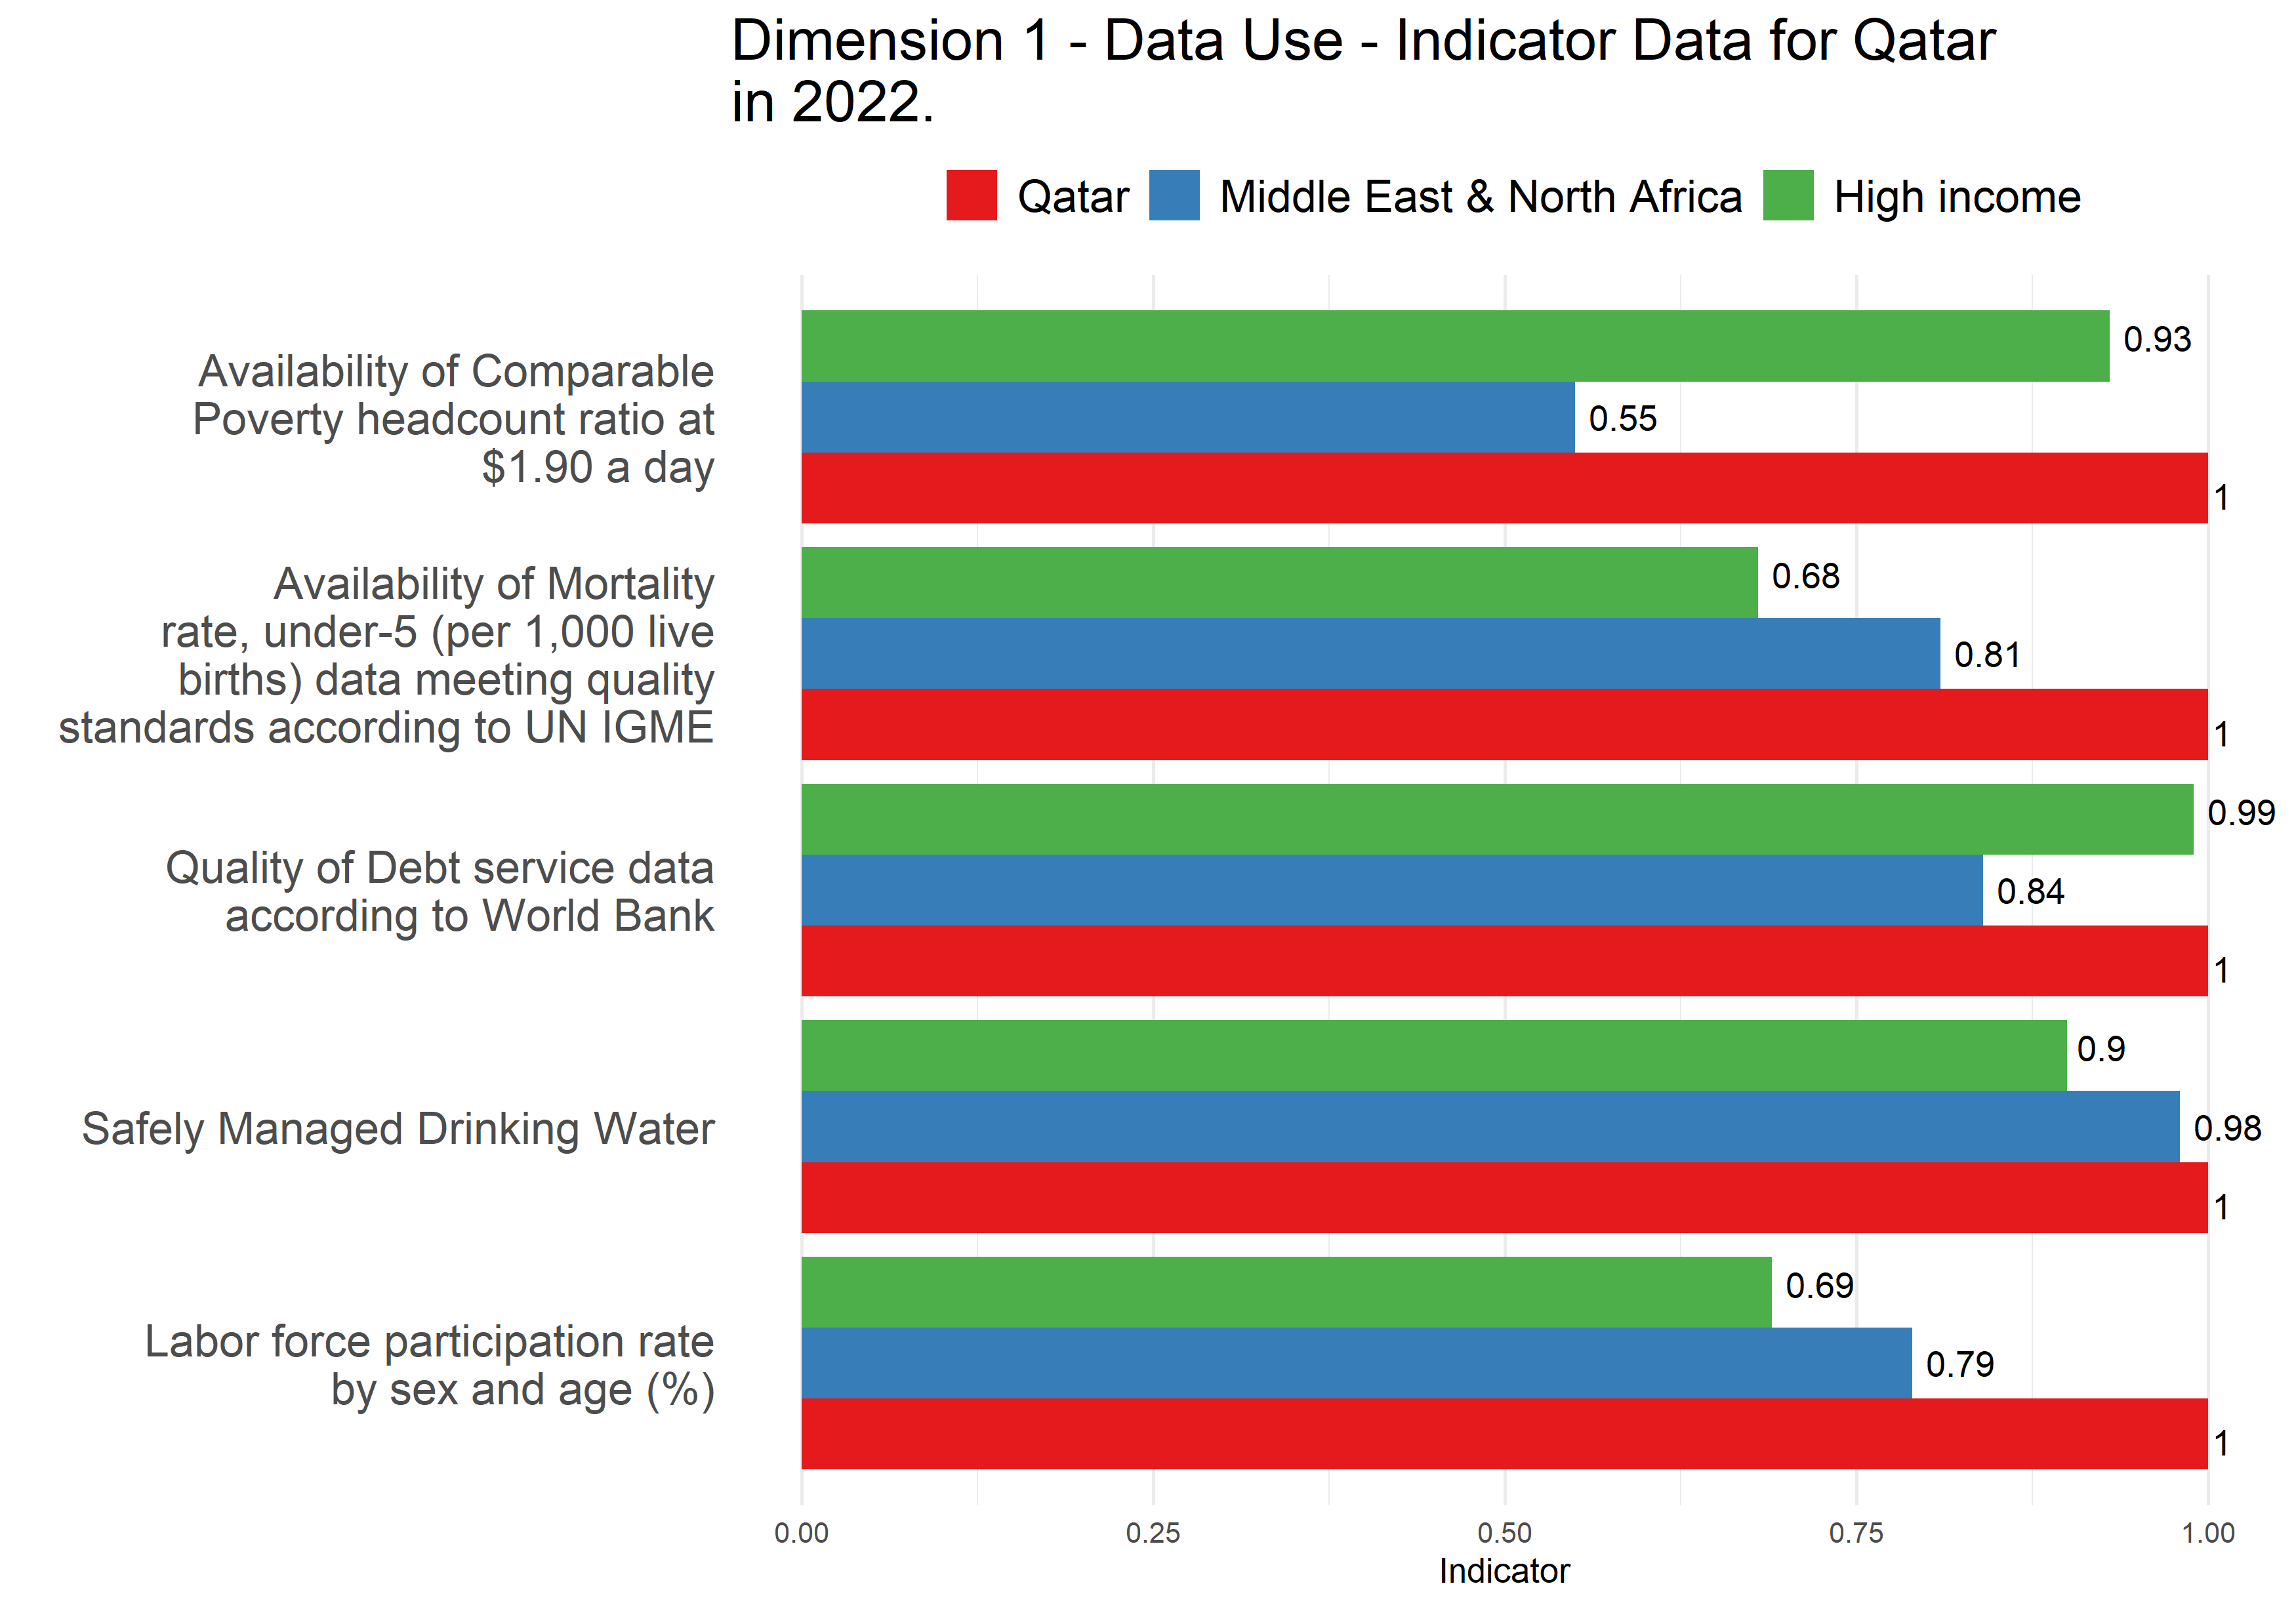 Dimension 1 - Data Use - Indicator Data for Qatar
in 2022.
Qatar Middle East & North Africa High income
Availability of Comparable
Poverty headcount ratio at
$1.90 a day
0.93
0.55
1
Availability of Mortality
rate, under-5 (per 1,000 live
births) data meeting quality
standards according to UN IGME
0.68
0.81
1
Quality of Debt service data
according to World Bank
0.99
0.84
1
Safely Managed Drinking Water
0.9
0.98
1
Labor force participation rate
by sex and age (%)
0.69
0.79
1
0.00 0.25 0.50 0.75 1.00
Indicator